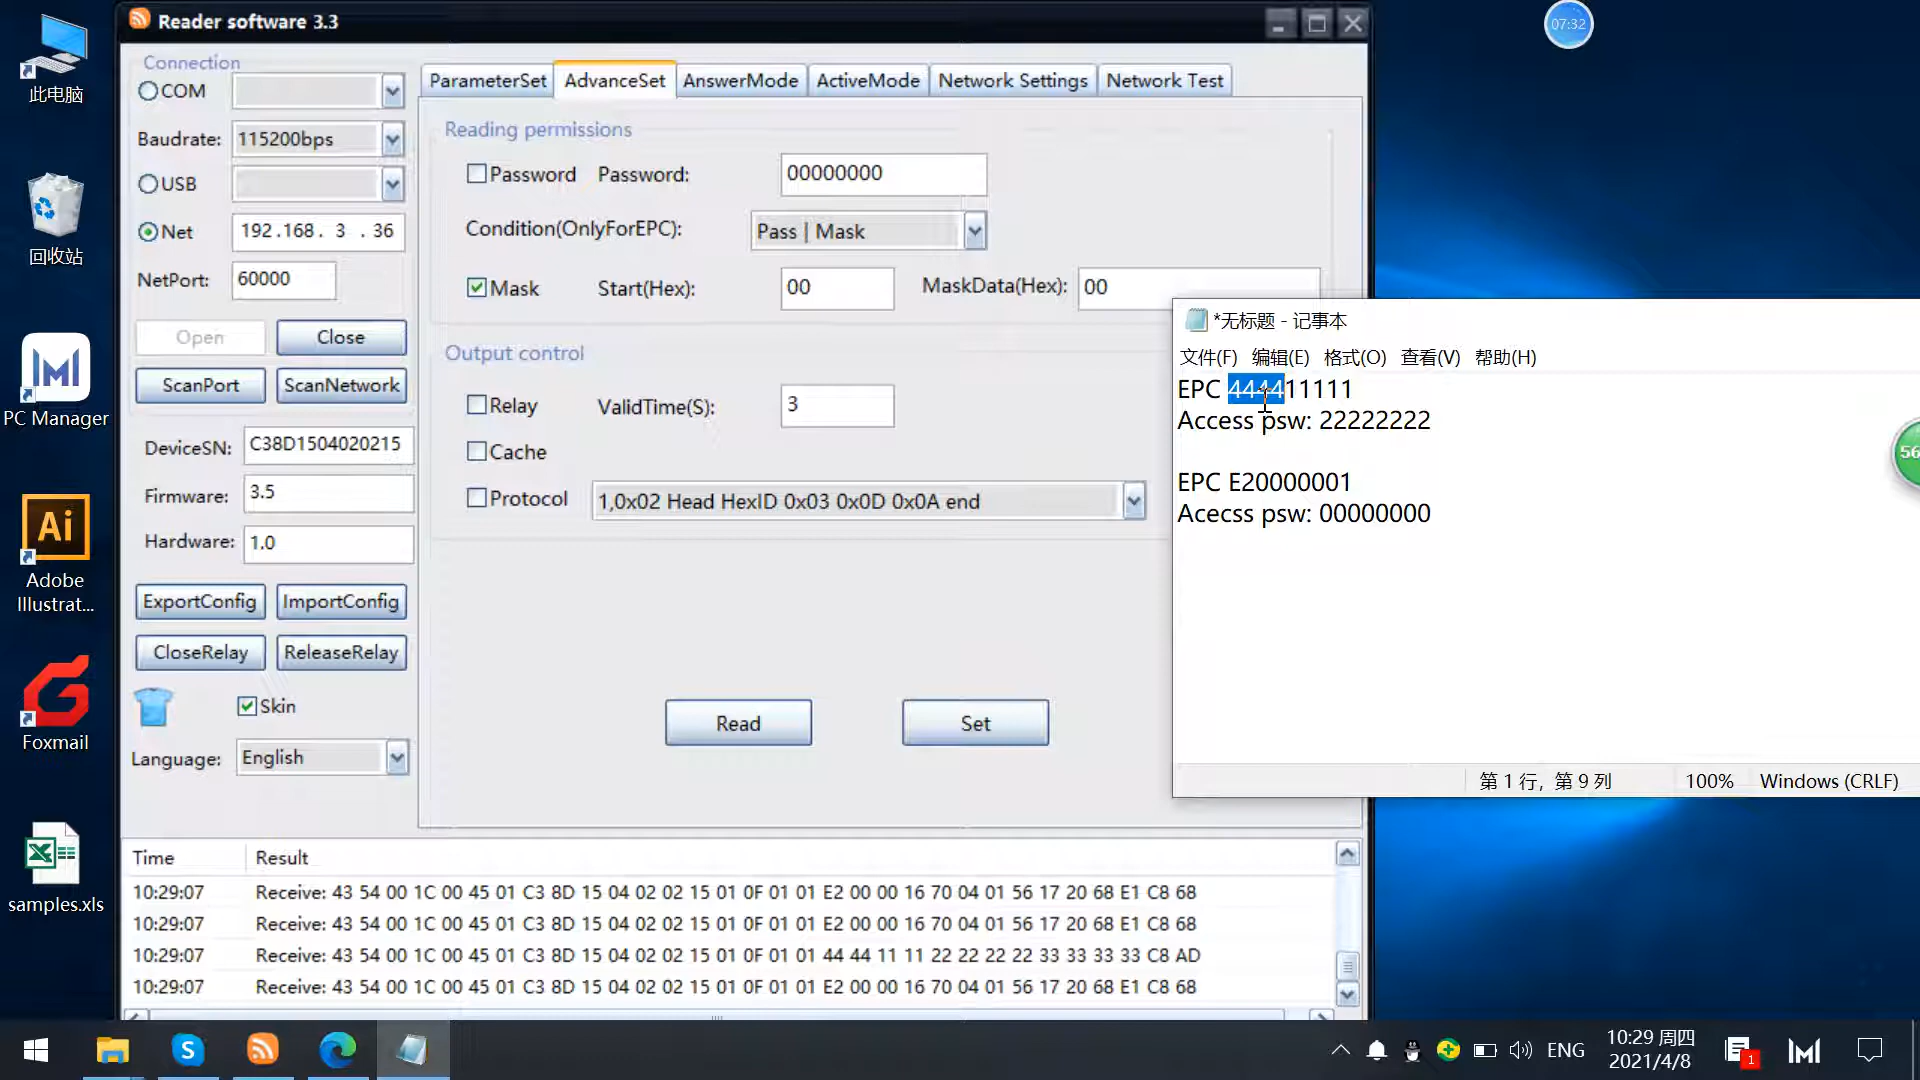 此电脑
回收站
PC Manager
Ai
Adobe
Illustrat...
Foxmail
samples.xls
Reader software 3.3
Connection
COM
Baudrate: 115200bps
USB
Net 192.168. 3 . 36
NetPort: 60000
Open Close
ScanPort ScanNetwork
DeviceSN: C38D1504020215
Firmware: 3.5
Hardware: 1.0
ExportConfig ImportConfig
CloseRelay ReleaseRelay
Skin
Language: English
ParameterSet AdvanceSet AnswerMode ActiveMode Network Settings Network Test
Reading permissions
Password Password: 00000000
Condition(OnlyForEPC): Pass | Mask
Mask Start(Hex): 00 MaskData(Hex): 00
Output control
Relay ValidTime(S): 3
Cache
Protocol 1,0x02 Head HexID 0x03 0x0D 0x0A end
Read Set
Time Result
10:29:07 Receive: 43 54 00 1C 00 45 01 C3 8D 15 04 02 02 15 01 0F 01 01 E2 00 00 16 70 04 01 56 17 20 68 E1 C8 68
10:29:07 Receive: 43 54 00 1C 00 45 01 C3 8D 15 04 02 02 15 01 0F 01 01 E2 00 00 16 70 04 01 56 17 20 68 E1 C8 68
10:29:07 Receive: 43 54 00 1C 00 45 01 C3 8D 15 04 02 02 15 01 0F 01 01 44 44 11 11 22 22 22 22 33 33 33 33 C8 AD
10:29:07 Receive: 43 54 00 1C 00 45 01 C3 8D 15 04 02 02 15 01 0F 01 01 E2 00 00 16 70 04 01 56 17 20 68 E1 C8 68
07:32
*无标题 - 记事本
文件(F) 编辑(E) 格式(O) 查看(V) 帮助(H)
EPC 444411111
Access psw: 22222222
EPC E20000001
Acecss psw: 00000000
第 1 行，第 9 列 100% Windows (CRLF)
56
ENG
10:29 周四
2021/4/8
1